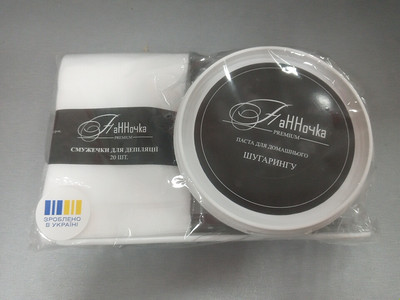 ПаННочка
PREMIUM
СМУЖЕЧКИ ДЛЯ ДЕПІЛЯЦІЇ
20 ШТ.
ЗРОБЛЕНО
В УКРАЇНІ
ПаННочка
PREMIUM
ПАСТА ДЛЯ ДОМАШНЬОГО
ШУГАРИНГУ